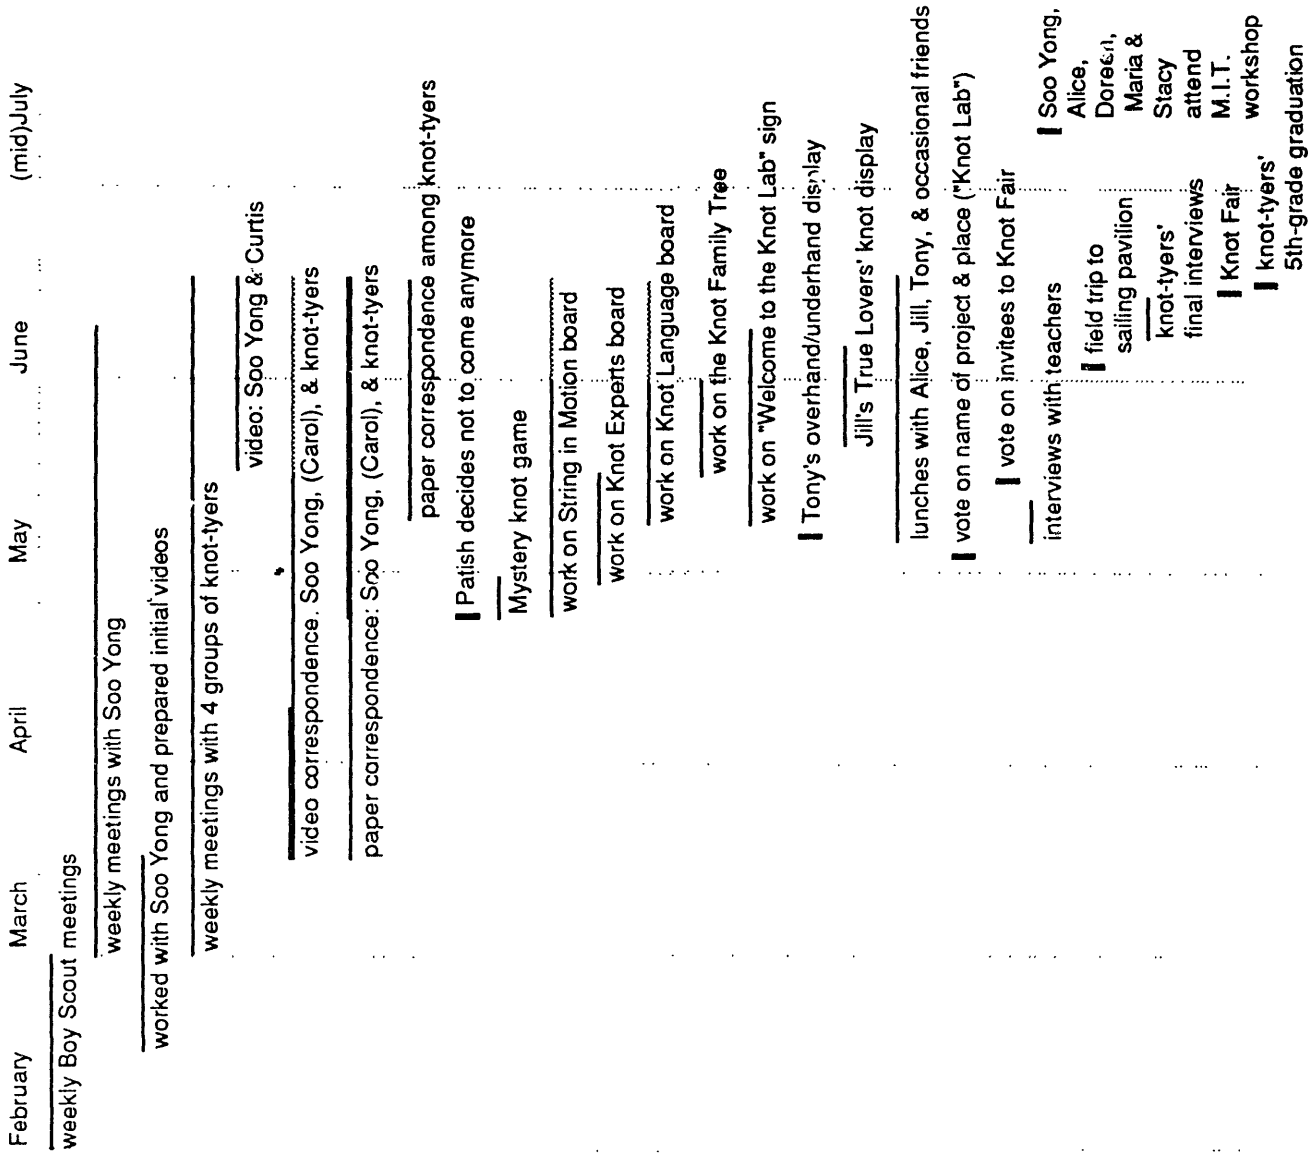 February March April May June (mid)July
weekly Boy Scout meetings
weekly meetings with Soo Yong
worked with Soo Yong and prepared initial videos
weekly meetings with 4 groups of knot-tyers
video: Soo Yong & Curtis
video correspondence. Soo Yong, (Carol), & knot-tyers
paper correspondence: Soo Yong, (Carol), & knot-tyers
paper correspondence among knot-tyers
Patish decides not to come anymore
Mystery knot game
work on String in Motion board
work on Knot Experts board
work on Knot Language board
work on the Knot Family Tree
work on "Welcome to the Knot Lab" sign
Tony's overhand/underhand display
Jill's True Lovers' knot display
lunches with Alice, Jill, Tony, & occasional friends
vote on name of project & place ("Knot Lab")
vote on invitees to Knot Fair
interviews with teachers
field trip to
sailing pavilion
knot-tyers'
final interviews
Knot Fair
knot-tyers'
5th-grade graduation
Soo Yong,
Alice,
Doreen,
Maria &
Stacy
attend
M.I.T.
workshop